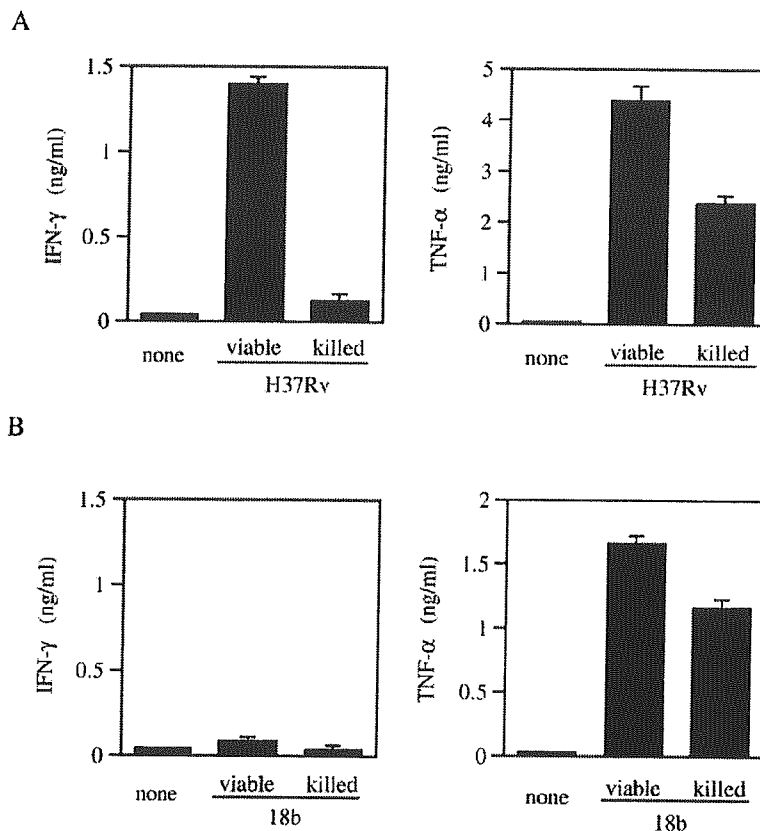 A
IFN-γ (ng/ml)
1.5
1
0.5
0
none
viable
killed
H37Rv
TNF-α (ng/ml)
5
4
3
2
1
0
none
viable
killed
H37Rv
B
IFN-γ (ng/ml)
1.5
1
0.5
0
none
viable
killed
18b
TNF-α (ng/ml)
2
1.5
1
0.5
0
none
viable
killed
18b